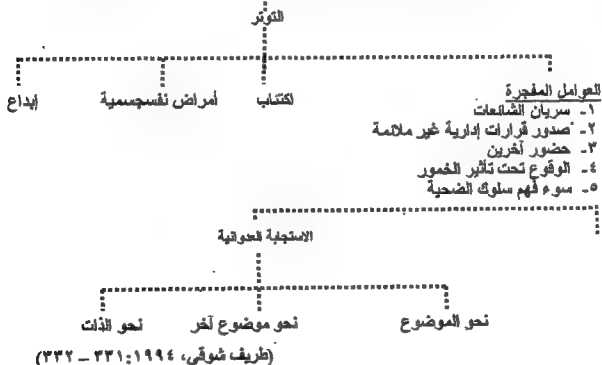 التوتر
العوامل المفجرة
١- سريان الشائعات
٢- صدور قرارات إدارية غير ملائمة
٣- حضور آخرين
٤- الوقوع تحت تأثير الخمور
٥- سوء فهم سلوك الضحية
اكتئاب
أمراض نفسجسمية
إبداع
الاستجابة العدوانية
نحو الموضوع
نحو موضوع آخر
نحو الذات
(طريف شوقي، ١٩٩٤: ٣٣١ – ٣٣٢)